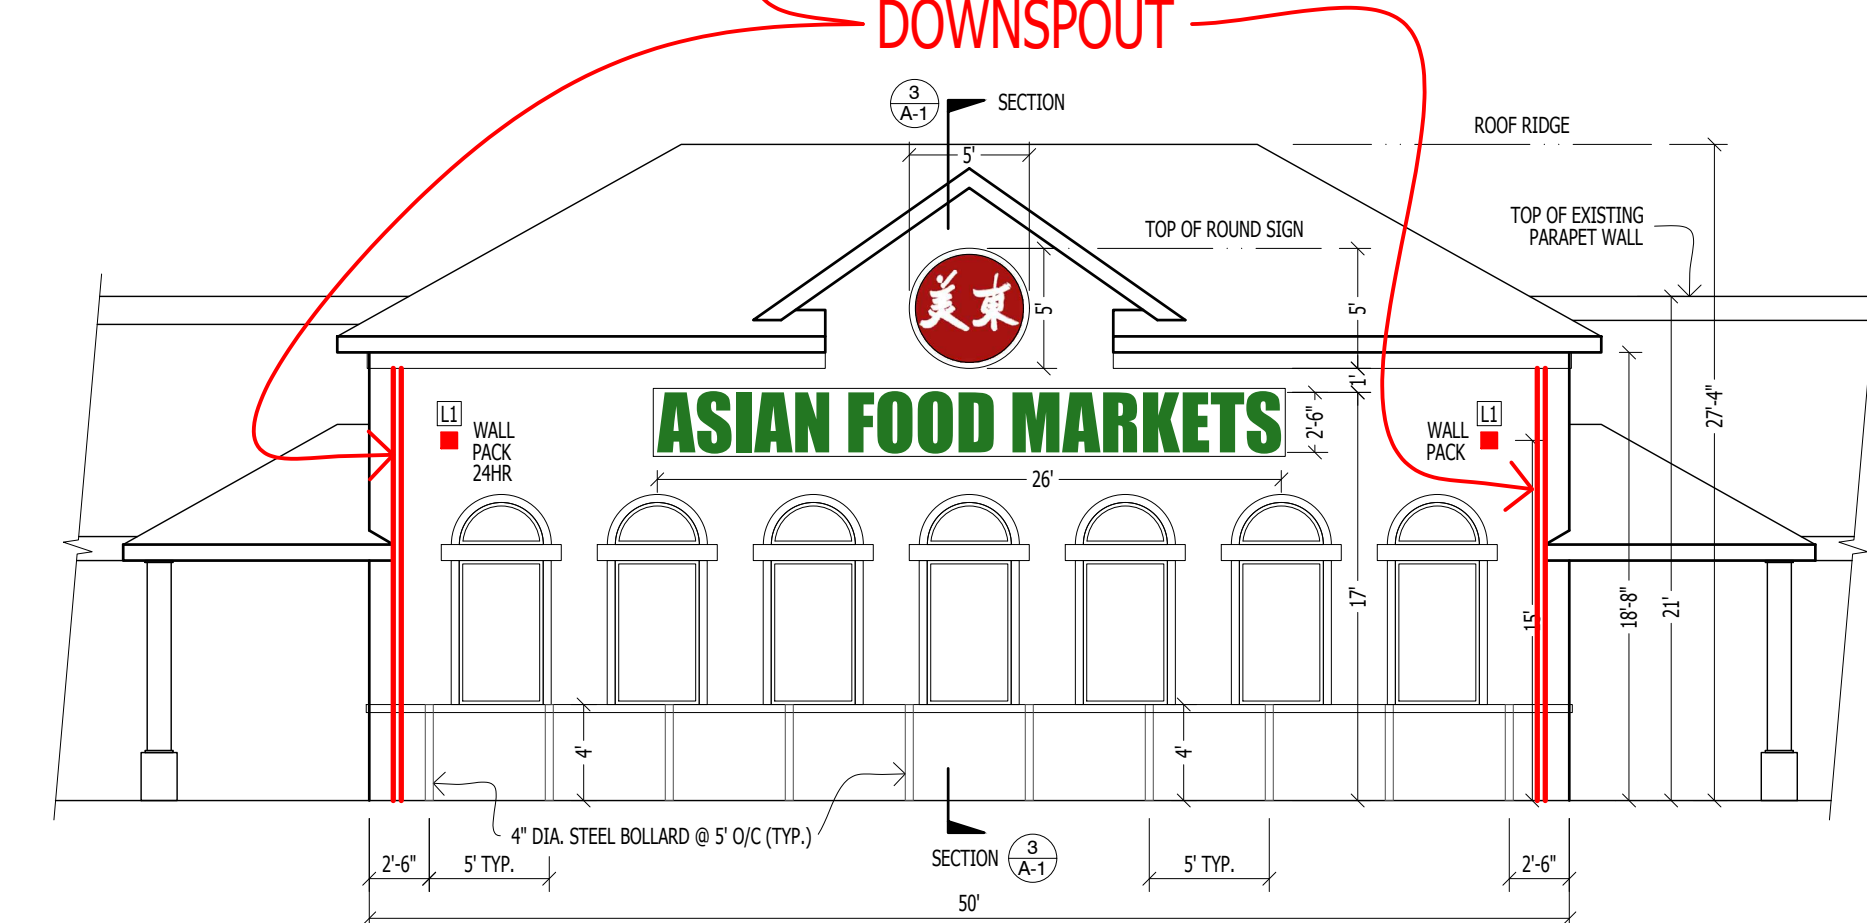 DOWNSPOUT
3
A-1
SECTION
ROOF RIDGE
5'
TOP OF EXISTING
PARAPET WALL
TOP OF ROUND SIGN
美東
5'
5'
1'
27'-4"
L1
WALL
PACK
24HR
ASIAN FOOD MARKETS
2'-6"
L1
WALL
PACK
26'
17'
15'
18'-8"
21'
4'
4'
4" DIA. STEEL BOLLARD @ 5' O/C (TYP.)
SECTION
3
A-1
2'-6"
5' TYP.
5' TYP.
2'-6"
50'